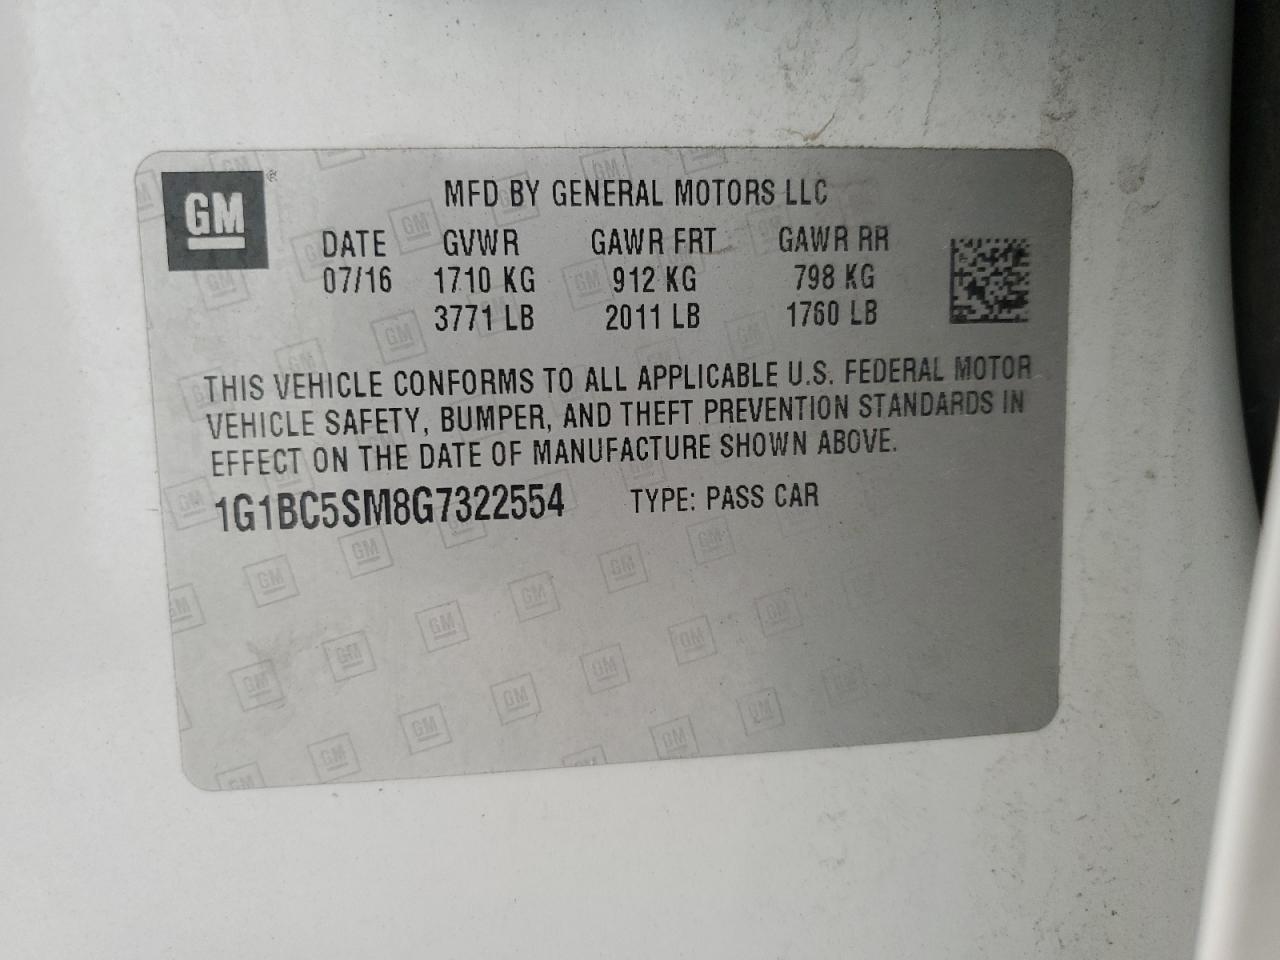 GM ®
MFD BY GENERAL MOTORS LLC
DATE GVWR GAWR FRT GAWR RR
07/16 1710 KG 912 KG 798 KG
3771 LB 2011 LB 1760 LB
THIS VEHICLE CONFORMS TO ALL APPLICABLE U.S. FEDERAL MOTOR
VEHICLE SAFETY, BUMPER, AND THEFT PREVENTION STANDARDS IN
EFFECT ON THE DATE OF MANUFACTURE SHOWN ABOVE.
1G1BC5SM8G7322554 TYPE: PASS CAR